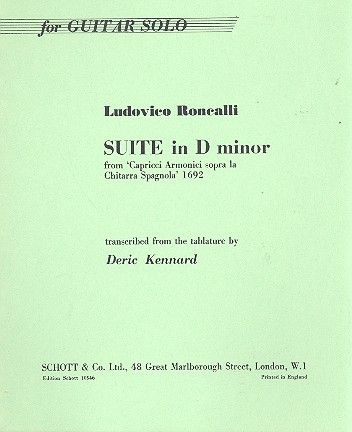 for GUITAR SOLO
Ludovico Roncalli
SUITE in D minor
from 'Capricci Armonici sopra la
Chitarra Spagnola' 1692
transcribed from the tablature by
Deric Kennard
SCHOTT & Co. Ltd., 48 Great Marlborough Street, London, W.1
Edition Schott 10546
Printed in England